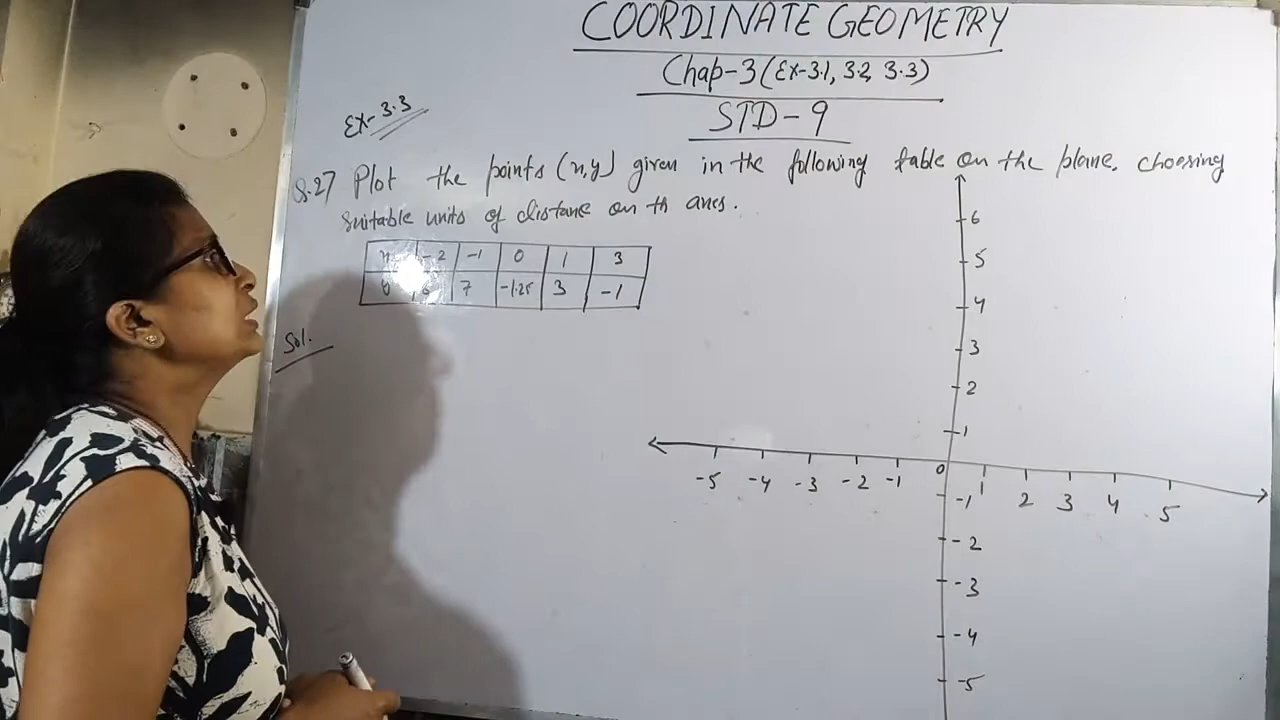 COORDINATE GEOMETRY
Chap-3 (Ex-3.1, 3.2, 3.3)
STD - 9
Ex-3.3
Q.27 Plot the points (x,y) given in the following table on the plane, choosing
suitable units of distane on th axes.
x -2 -1 0 1 3
y 8 7 -1.25 3 -1
Sol.
6
5
4
3
2
1
-5 -4 -3 -2 -1 0 1 2 3 4 5
-1
-2
-3
-4
-5